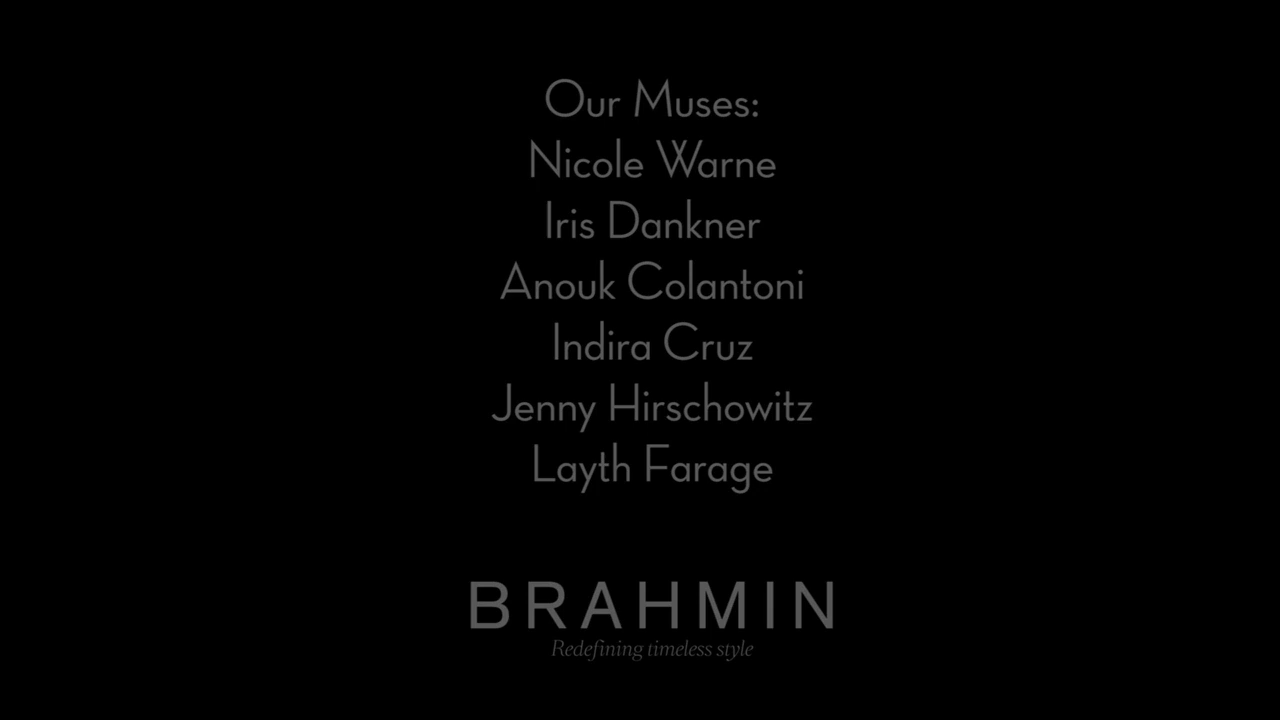 Our Muses:
Nicole Warne
Iris Dankner
Anouk Colantoni
Indira Cruz
Jenny Hirschowitz
Layth Farage
BRAHMIN
Redefining timeless style